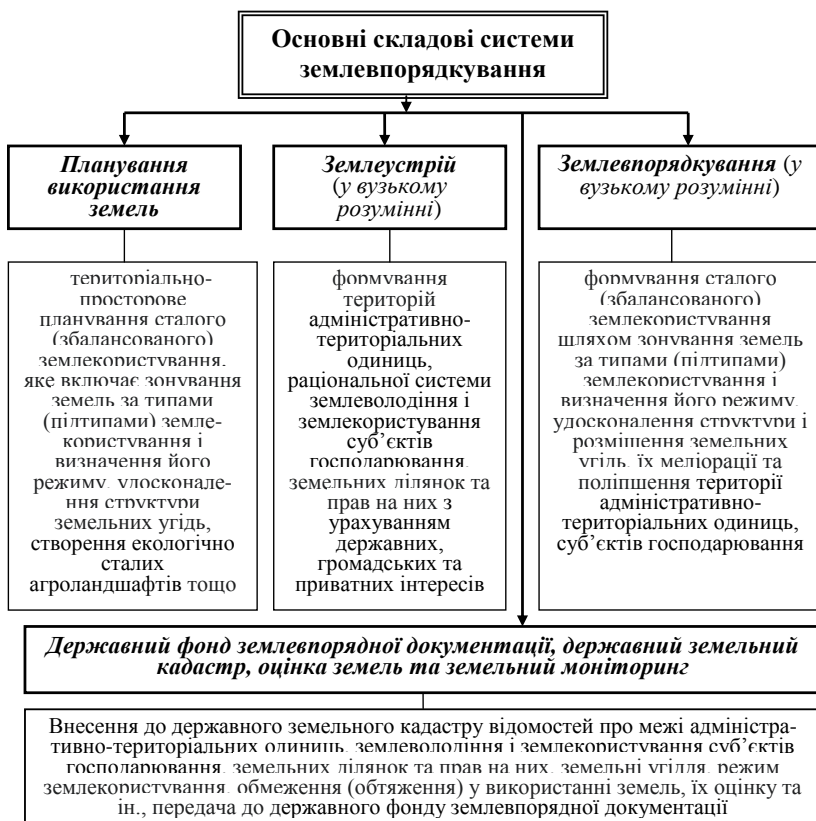 Основні складові системи
землевпорядкування
Планування
використання
земель
Землеустрій
(у вузькому
розумінні)
Землевпорядкування (у
вузькому розумінні)
територіально-
просторове
планування сталого
(збалансованого)
землекористування,
яке включає зонування
земель за типами
(підтипами) земле-
користування і
визначення його
режиму, удосконале-
ння структури
земельних угідь,
створення екологічно
сталих
агроландшафтів тощо
формування
територій
адміністративно-
територіальних
одиниць,
раціональної системи
землеволодіння і
землекористування
суб’єктів
господарювання,
земельних ділянок та
прав на них з
урахуванням
державних,
громадських та
приватних інтересів
формування сталого
(збалансованого)
землекористування
шляхом зонування земель
за типами (підтипами)
землекористування і
визначення його режиму,
удосконалення структури і
розміщення земельних
угідь, їх меліорації та
поліпшення території
адміністративно-
територіальних одиниць,
суб’єктів господарювання
Державний фонд землевпорядної документації, державний земельний
кадастр, оцінка земель та земельний моніторинг
Внесення до державного земельного кадастру відомостей про межі адміністра-
тивно-територіальних одиниць, землеволодіння і землекористування суб’єктів
господарювання, земельних ділянок та прав на них, земельні угіддя, режим
землекористування, обмеження (обтяження) у використанні земель, їх оцінку та
ін., передача до державного фонду землевпорядної документації